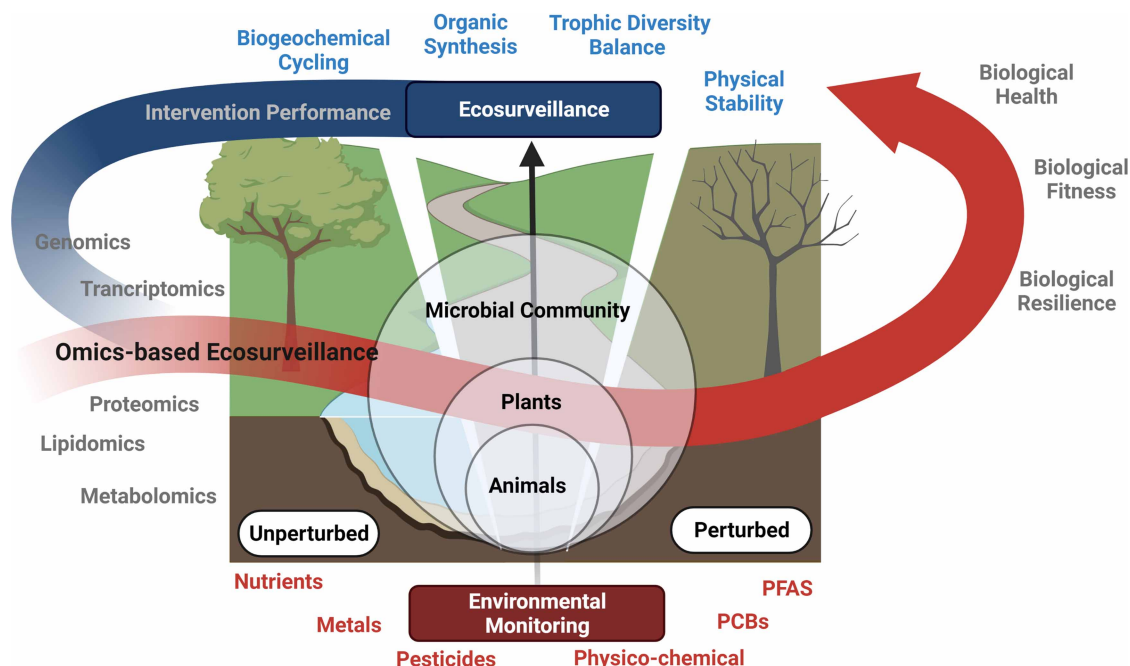 Biogeochemical
Cycling
Organic
Synthesis
Trophic Diversity
Balance
Physical
Stability
Biological
Health
Intervention Performance
Ecosurveillance
Biological
Fitness
Genomics
Trancriptomics
Biological
Resilience
Microbial Community
Omics-based Ecosurveillance
Proteomics
Plants
Lipidomics
Animals
Metabolomics
Unperturbed
Perturbed
Nutrients
PFAS
Metals
Environmental
Monitoring
PCBs
Pesticides
Physico-chemical